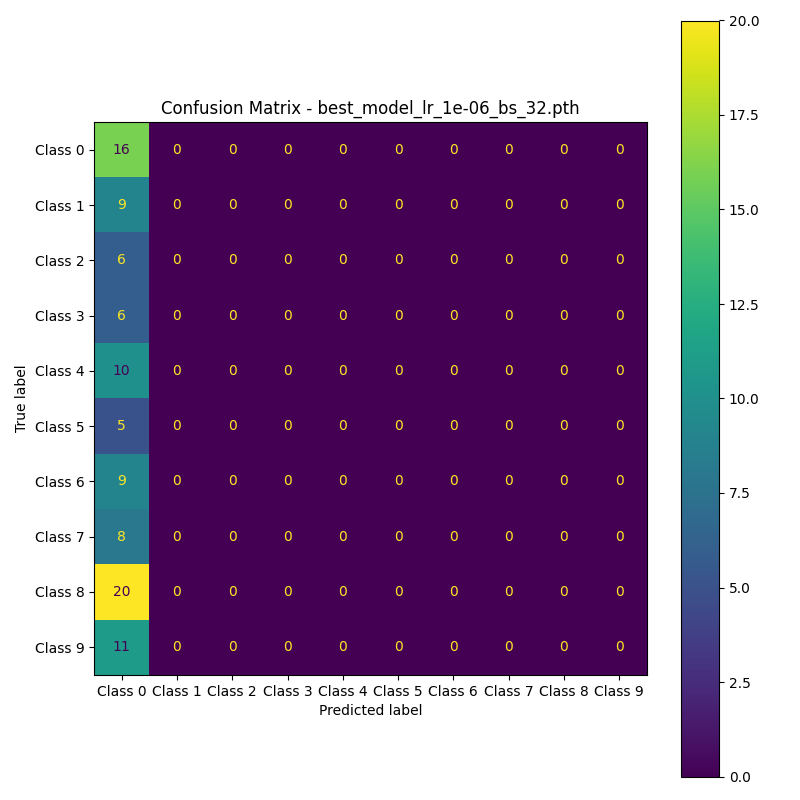 Confusion Matrix - best_model_lr_1e-06_bs_32.pth
True label
Class 0 16 0 0 0 0 0 0 0 0 0
Class 1 9 0 0 0 0 0 0 0 0 0
Class 2 6 0 0 0 0 0 0 0 0 0
Class 3 6 0 0 0 0 0 0 0 0 0
Class 4 10 0 0 0 0 0 0 0 0 0
Class 5 5 0 0 0 0 0 0 0 0 0
Class 6 9 0 0 0 0 0 0 0 0 0
Class 7 8 0 0 0 0 0 0 0 0 0
Class 8 20 0 0 0 0 0 0 0 0 0
Class 9 11 0 0 0 0 0 0 0 0 0
Class 0 Class 1 Class 2 Class 3 Class 4 Class 5 Class 6 Class 7 Class 8 Class 9
Predicted label
20.0
17.5
15.0
12.5
10.0
7.5
5.0
2.5
0.0